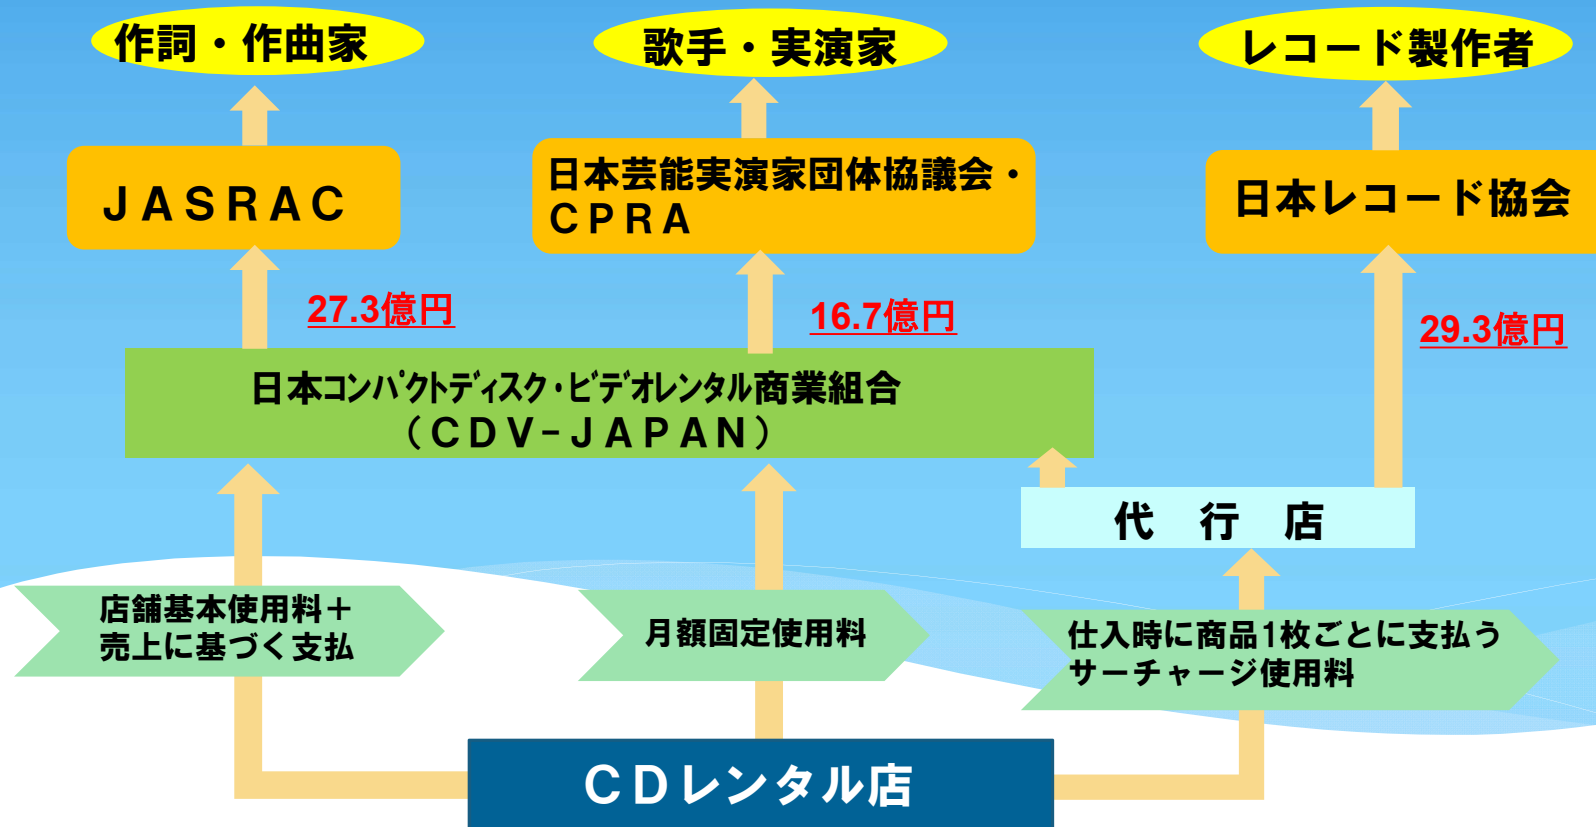 作詞・作曲家
歌手・実演家
レコード製作者
ＪＡＳＲＡＣ
日本芸能実演家団体協議会・
ＣＰＲＡ
日本レコード協会
27.3億円
16.7億円
29.3億円
日本ｺﾝﾊﾟｸﾄﾃﾞｨｽｸ・ﾋﾞﾃﾞｵﾚﾝﾀﾙ商業組合
（ＣＤＶ-ＪＡＰＡＮ）
代　行　店
店舗基本使用料＋
売上に基づく支払
月額固定使用料
仕入時に商品1枚ごとに支払う
サーチャージ使用料
ＣＤレンタル店